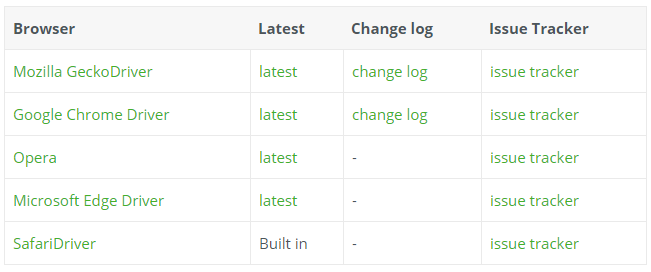 Browser Latest Change log Issue Tracker
Mozilla GeckoDriver latest change log issue tracker
Google Chrome Driver latest change log issue tracker
Opera latest - issue tracker
Microsoft Edge Driver latest - issue tracker
SafariDriver Built in - issue tracker